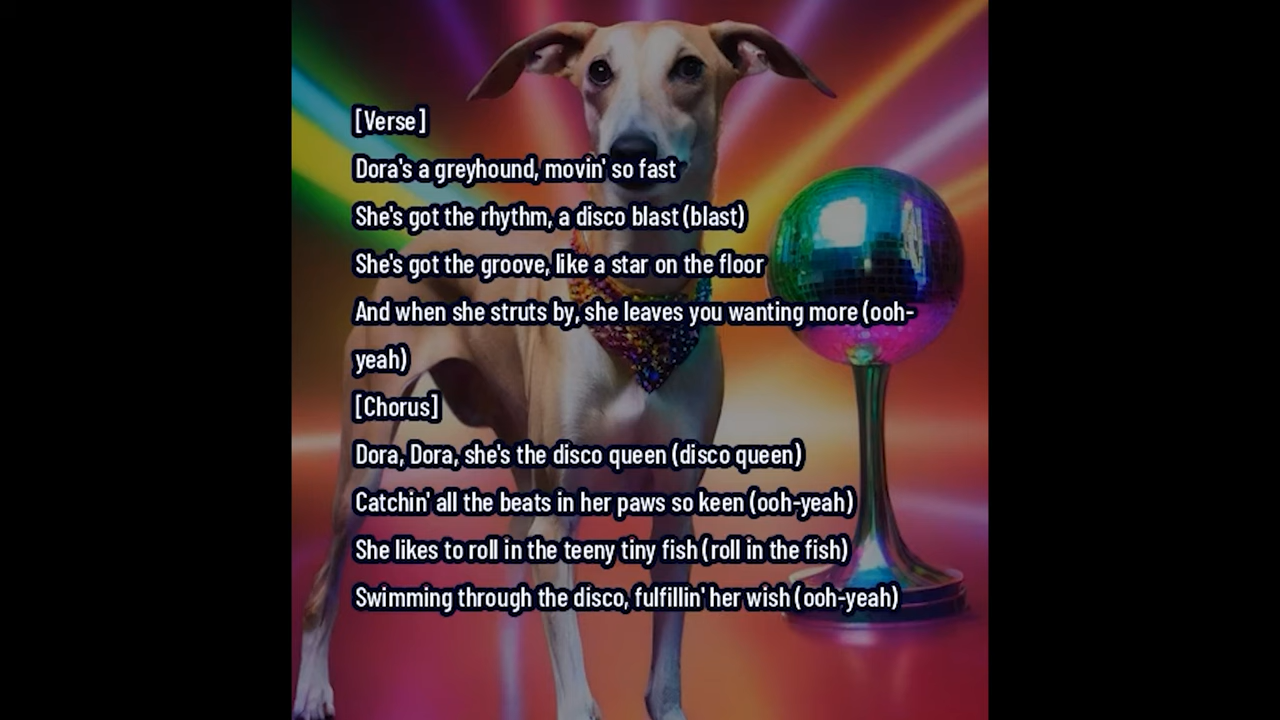 [Verse]
Dora's a greyhound, movin' so fast
She's got the rhythm, a disco blast (blast)
She's got the groove, like a star on the floor
And when she struts by, she leaves you wanting more (ooh-
yeah)
[Chorus]
Dora, Dora, she's the disco queen (disco queen)
Catchin' all the beats in her paws so keen (ooh-yeah)
She likes to roll in the teeny tiny fish (roll in the fish)
Swimming through the disco, fulfillin' her wish (ooh-yeah)